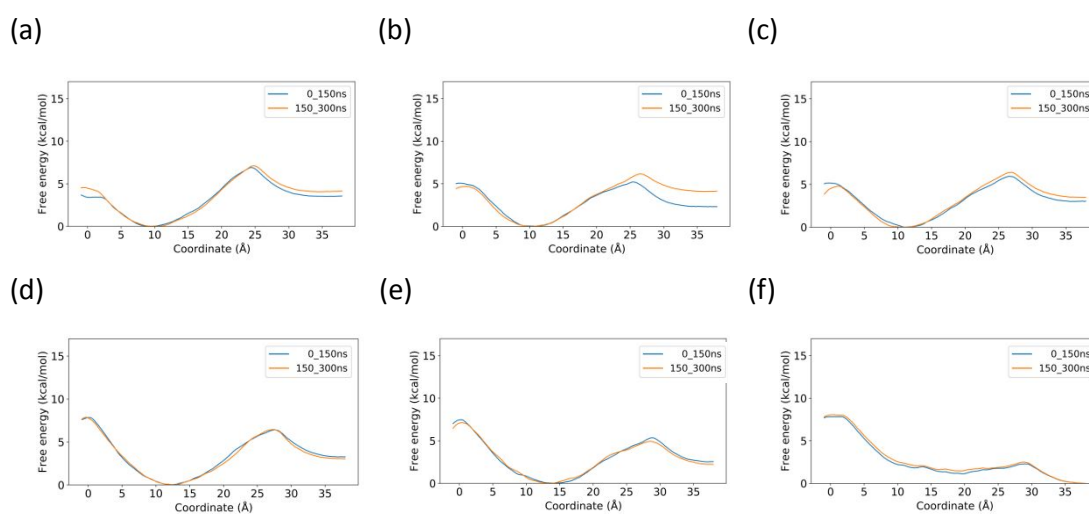 (a)
(b)
(c)
0_150ns
150_300ns
15
10
5
0
Free energy (kcal/mol)
0 5 10 15 20 25 30 35
Coordinate (Å)
0_150ns
150_300ns
15
10
5
0
Free energy (kcal/mol)
0 5 10 15 20 25 30 35
Coordinate (Å)
0_150ns
150_300ns
15
10
5
0
Free energy (kcal/mol)
0 5 10 15 20 25 30 35
Coordinate (Å)
(d)
(e)
(f)
0_150ns
150_300ns
15
10
5
0
Free energy (kcal/mol)
0 5 10 15 20 25 30 35
Coordinate (Å)
0_150ns
150_300ns
15
10
5
0
Free energy (kcal/mol)
0 5 10 15 20 25 30 35
Coordinate (Å)
0_150ns
150_300ns
15
10
5
0
Free energy (kcal/mol)
0 5 10 15 20 25 30 35
Coordinate (Å)